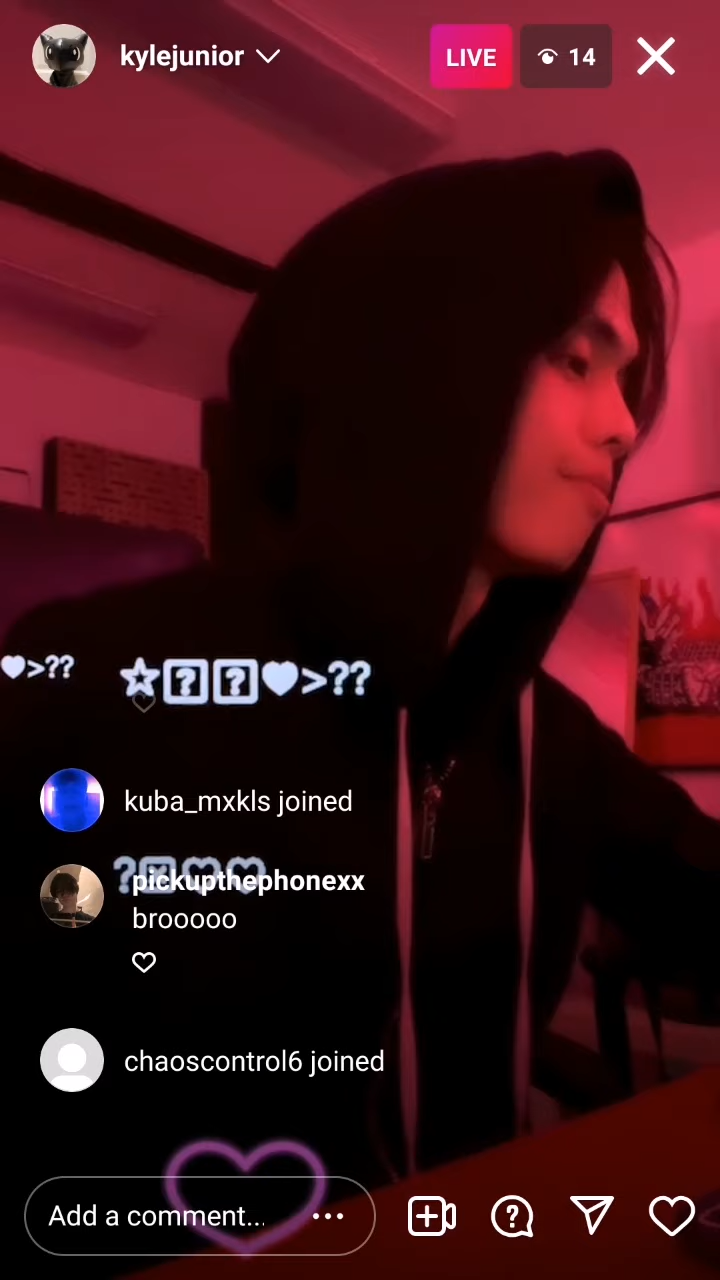 kylejunior
LIVE
14
♥>??
☆??♥>??
kuba_mxkls joined
?
pickupthephonexx
brooooo
♡
chaoscontrol6 joined
Add a comment...